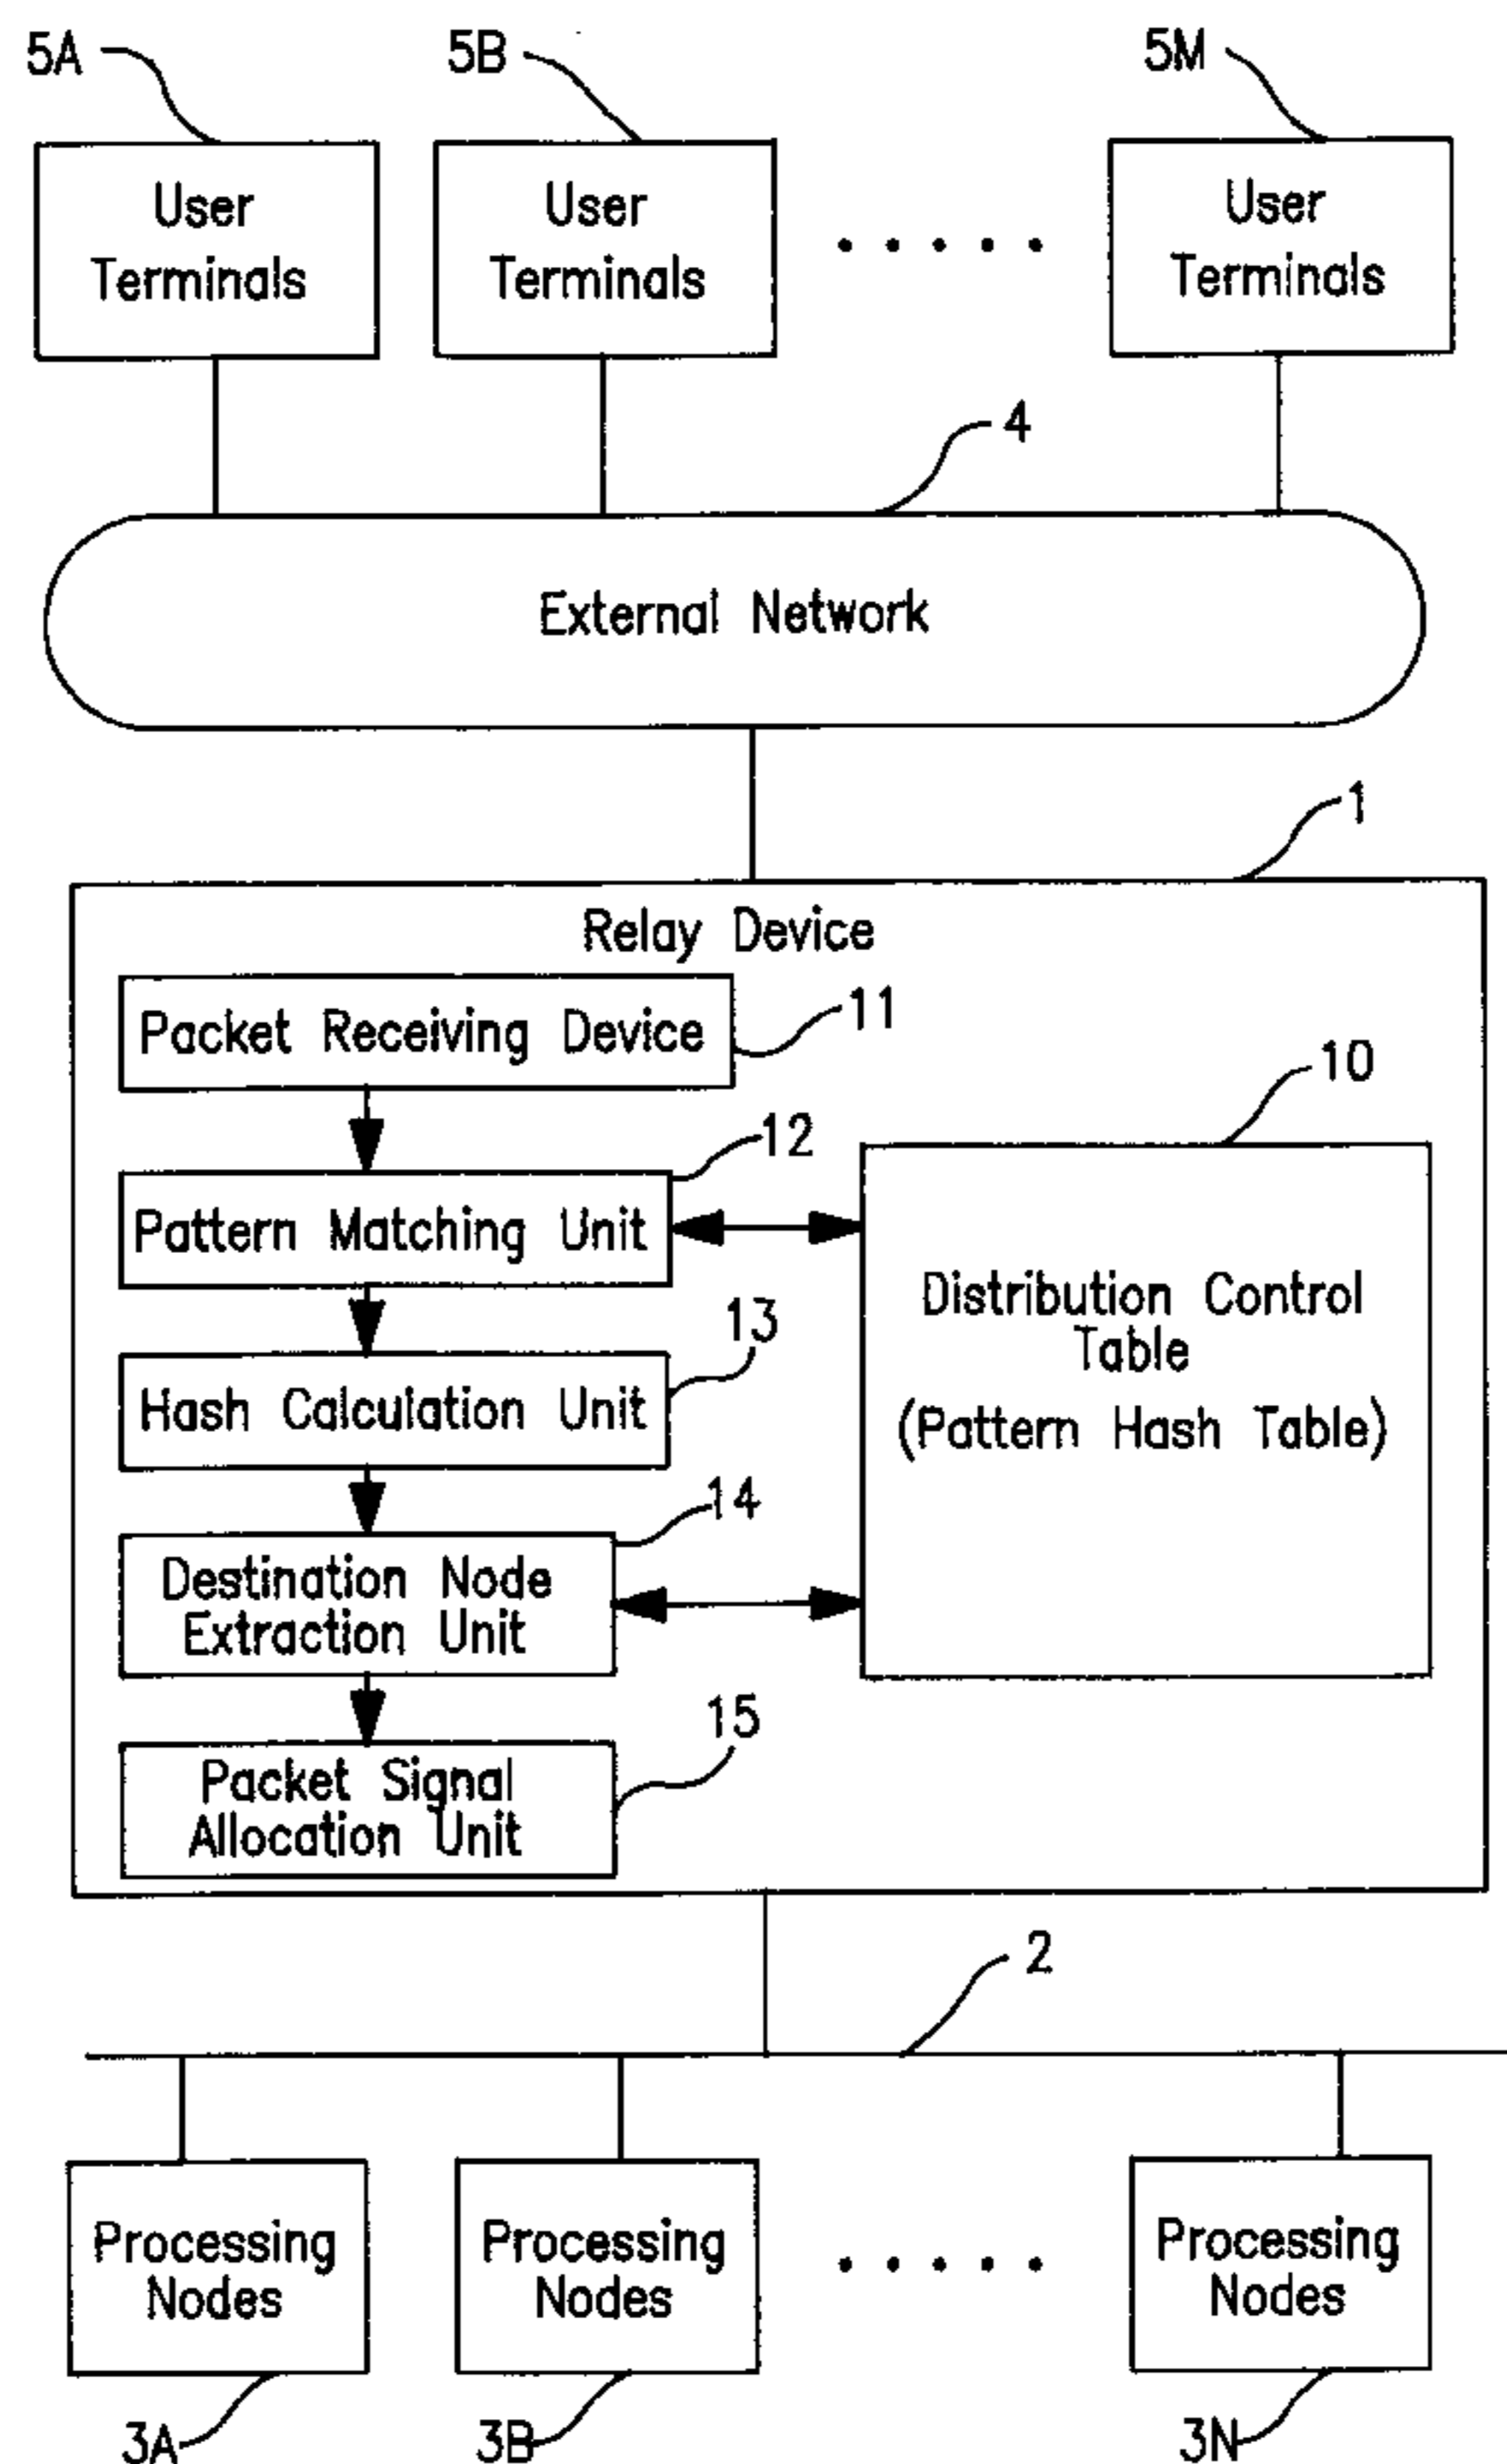 5A
5B
5M
User
Terminals
User
Terminals
User
Terminals
4
External Network
1
Relay Device
Packet Receiving Device
11
10
12
Pattern Matching Unit
Distribution Control
Table
(Pattern Hash Table)
13
Hash Calculation Unit
14
Destination Node
Extraction Unit
15
Packet Signal
Allocation Unit
2
Processing
Nodes
Processing
Nodes
Processing
Nodes
3A
3B
3N